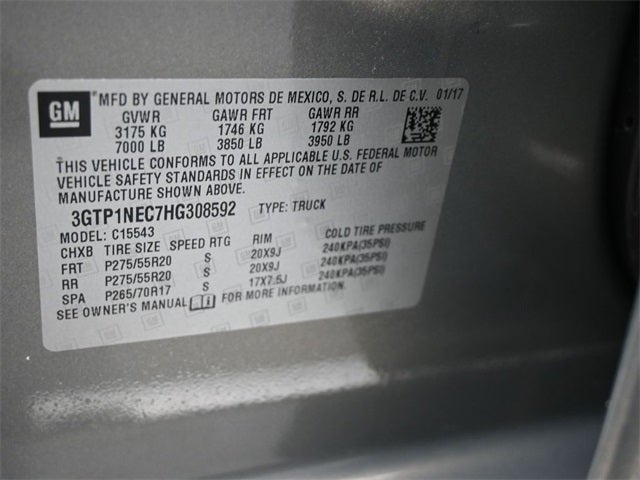 GM
*MFD BY GENERAL MOTORS DE MEXICO, S. DE R.L. DE C.V. 01/17
GVWR GAWR FRT GAWR RR
3175 KG 1746 KG 1792 KG
7000 LB 3850 LB 3950 LB
THIS VEHICLE CONFORMS TO ALL APPLICABLE U.S. FEDERAL MOTOR
VEHICLE SAFETY STANDARDS IN EFFECT ON THE DATE OF
MANUFACTURE SHOWN ABOVE.
3GTP1NEC7HG308592 TYPE: TRUCK
MODEL: C15543
CHXB TIRE SIZE SPEED RTG RIM COLD TIRE PRESSURE
FRT P275/55R20 S 20X9J 240KPA(35PSI)
RR P275/55R20 S 20X9J 240KPA(35PSI)
SPA P265/70R17 S 17X7.5J 240KPA(35PSI)
SEE OWNER'S MANUAL FOR MORE INFORMATION.